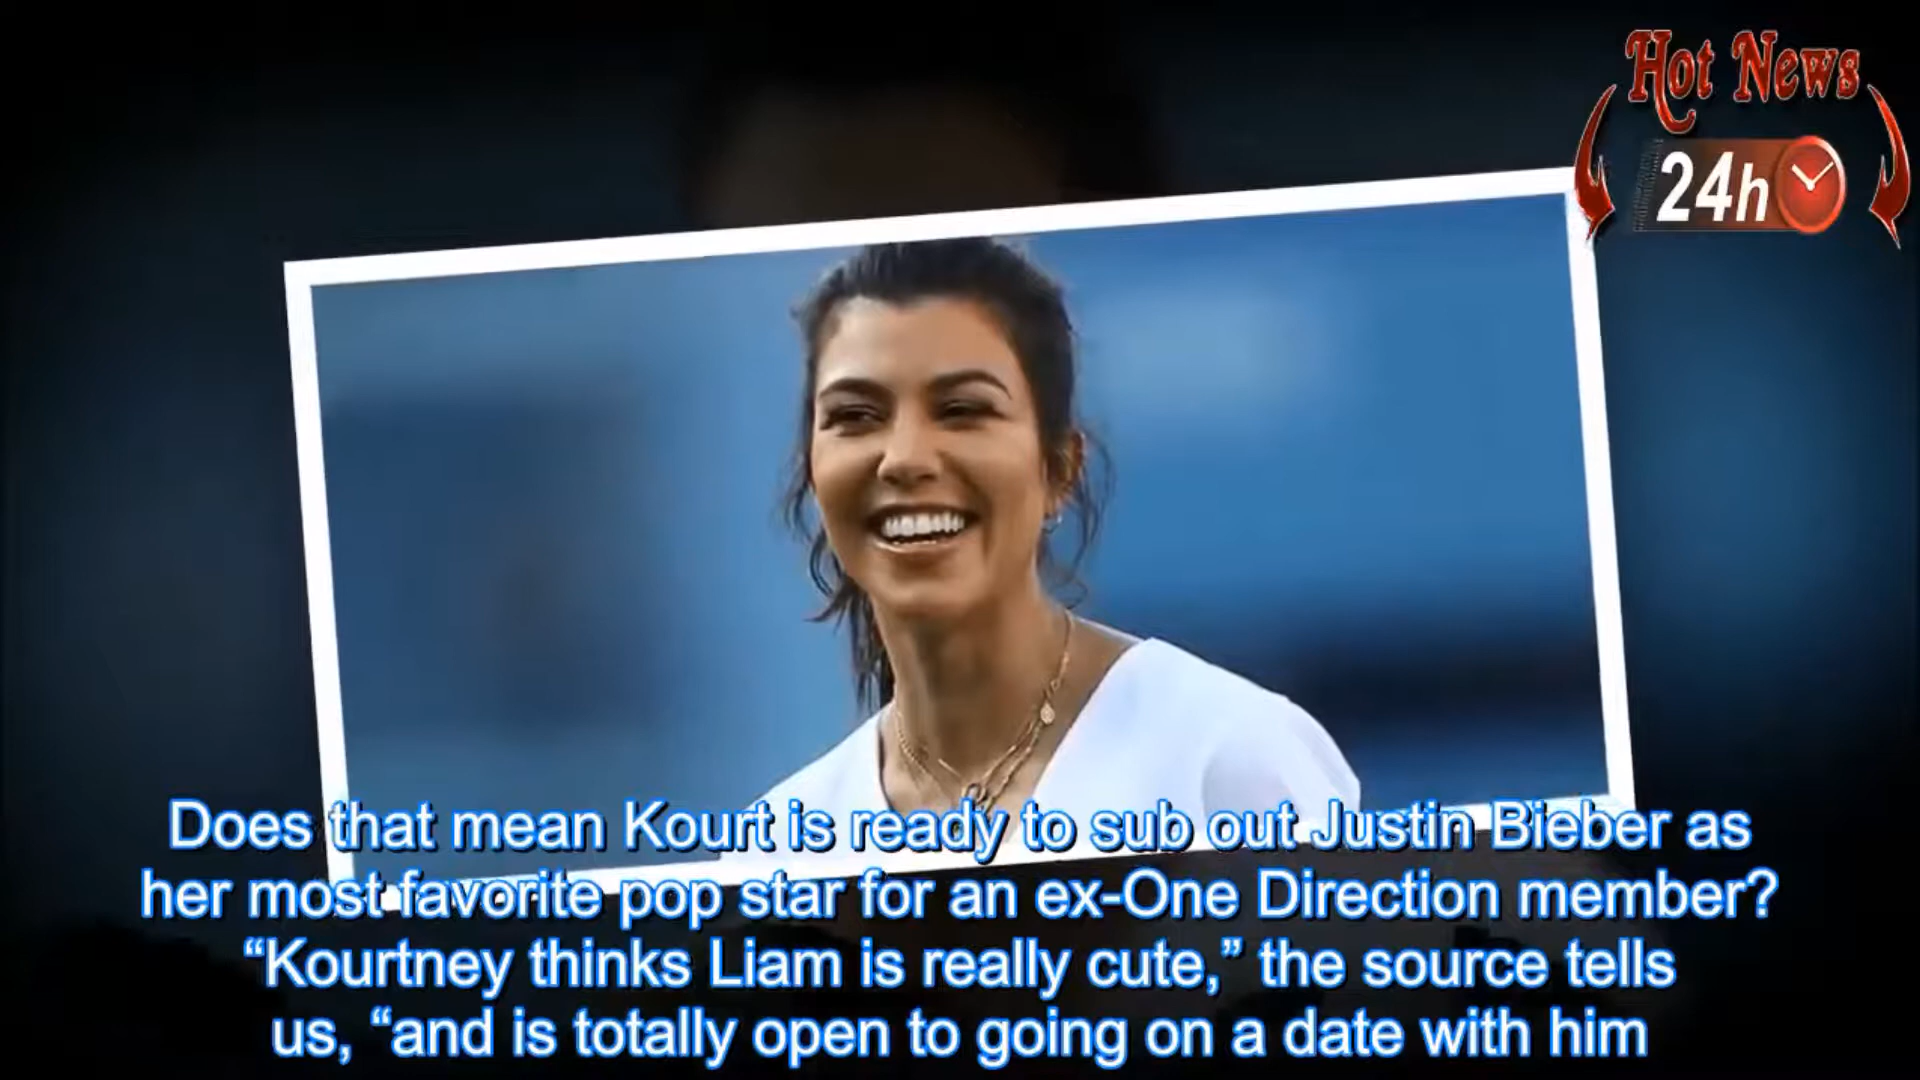 Hot News
24h
Does that mean Kourt is ready to sub out Justin Bieber as
her most favorite pop star for an ex-One Direction member?
“Kourtney thinks Liam is really cute,” the source tells
us, “and is totally open to going on a date with him